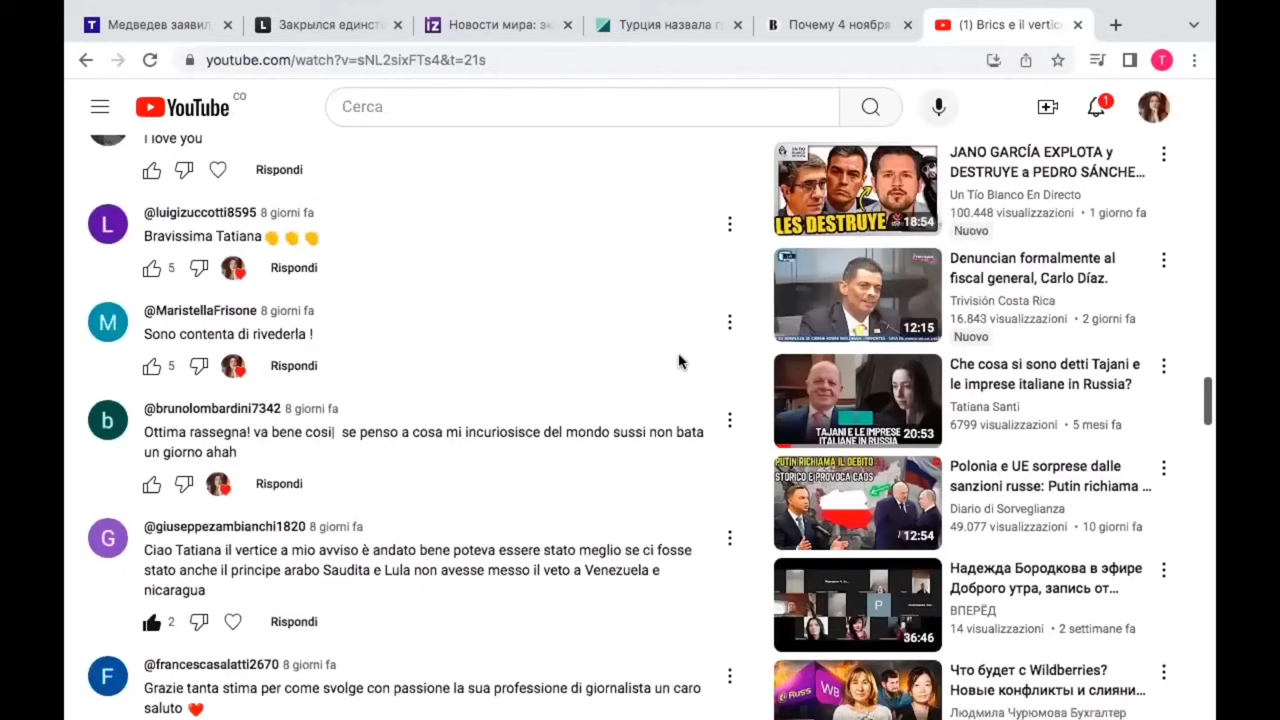 Медведев заявил
Закрылся единст
Новости мира: эк
Турция назвала г
Почему 4 ноября
(1) Brics e il vertic
youtube.com/watch?v=sNL2sixFTs4&t=21s
YouTube CO
Cerca
1
I love you
Rispondi
@luigizuccotti8595 8 giorni fa
Bravissima Tatiana👏👏👏
5 Rispondi
@MaristellaFrisone 8 giorni fa
Sono contenta di rivederla !
5 Rispondi
@brunolombardini7342 8 giorni fa
Ottima rassegna! va bene cosi| se penso a cosa mi incuriosisce del mondo sussi non bata
un giorno ahah
Rispondi
@giuseppezambianchi1820 8 giorni fa
Ciao Tatiana il vertice a mio avviso è andato bene poteva essere stato meglio se ci fosse
stato anche il principe arabo Saudita e Lula non avesse messo il veto a Venezuela e
nicaragua
2 Rispondi
@francescasalatti2670 8 giorni fa
Grazie tanta stima per come svolge con passione la sua professione di giornalista un caro
saluto ❤️
LES DESTRUYE
18:54
JANO GARCÍA EXPLOTA y
DESTRUYE a PEDRO SÁNCHE...
Un Tío Blanco En Directo
100.448 visualizzazioni • 1 giorno fa
Nuovo
12:15
Denuncian formalmente al
fiscal general, Carlo Díaz.
Trivisión Costa Rica
16.843 visualizzazioni • 2 giorni fa
Nuovo
TAJANI E LE IMPRESE
ITALIANE IN RUSSIA
20:53
Che cosa si sono detti Tajani e
le imprese italiane in Russia?
Tatiana Santi
6799 visualizzazioni • 5 mesi fa
PUTIN RICHIAMA IL DEBITO
STORICO E PROVOCA CAOS
12:54
Polonia e UE sorprese dalle
sanzioni russe: Putin richiama ...
Diario di Sorveglianza
49.077 visualizzazioni • 10 giorni fa
P
36:46
Надежда Бородкова в эфире
Доброго утра, запись от...
ВПЕРЁД
14 visualizzazioni • 2 settimane fa
Russ
WB
Что будет с Wildberries?
Новые конфликты и слияни...
Людмила Чурюмова Бухгалтер